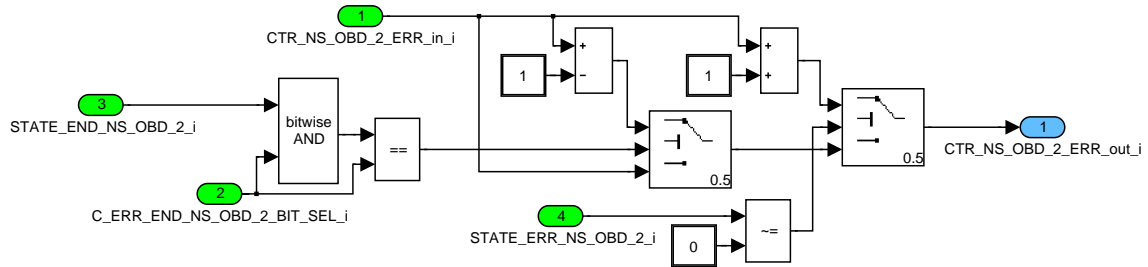 1
CTR_NS_OBD_2_ERR_in_i
+
-
1
+
+
1
3
STATE_END_NS_OBD_2_i
bitwise
AND
==
2
C_ERR_END_NS_OBD_2_BIT_SEL_i
0.5
0.5
1
CTR_NS_OBD_2_ERR_out_i
4
STATE_ERR_NS_OBD_2_i
0
~=